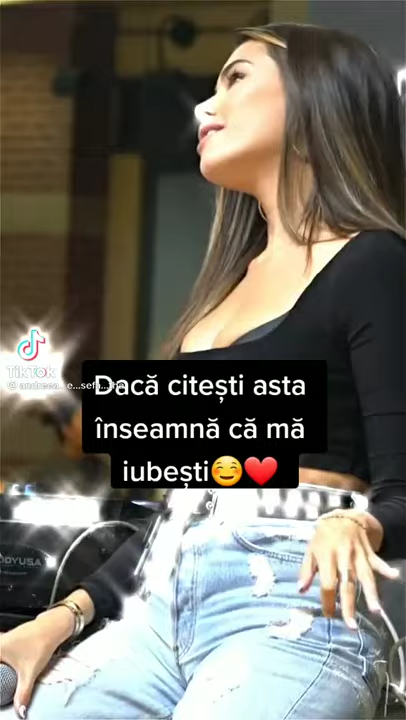 TikTok
Dacă citești asta
înseamnă că mă
iubești☺️❤️